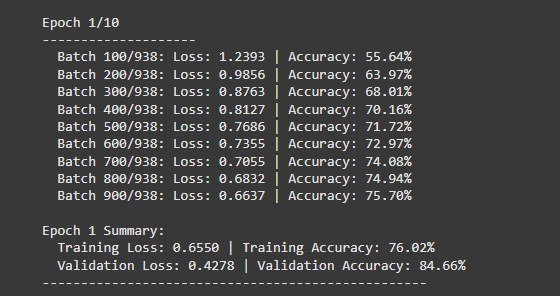 Epoch 1/10
--------------------
Batch 100/938: Loss: 1.2393 | Accuracy: 55.64%
Batch 200/938: Loss: 0.9856 | Accuracy: 63.97%
Batch 300/938: Loss: 0.8763 | Accuracy: 68.01%
Batch 400/938: Loss: 0.8127 | Accuracy: 70.16%
Batch 500/938: Loss: 0.7686 | Accuracy: 71.72%
Batch 600/938: Loss: 0.7355 | Accuracy: 72.97%
Batch 700/938: Loss: 0.7055 | Accuracy: 74.08%
Batch 800/938: Loss: 0.6832 | Accuracy: 74.94%
Batch 900/938: Loss: 0.6637 | Accuracy: 75.70%
Epoch 1 Summary:
Training Loss: 0.6550 | Training Accuracy: 76.02%
Validation Loss: 0.4278 | Validation Accuracy: 84.66%
--------------------------------------------------